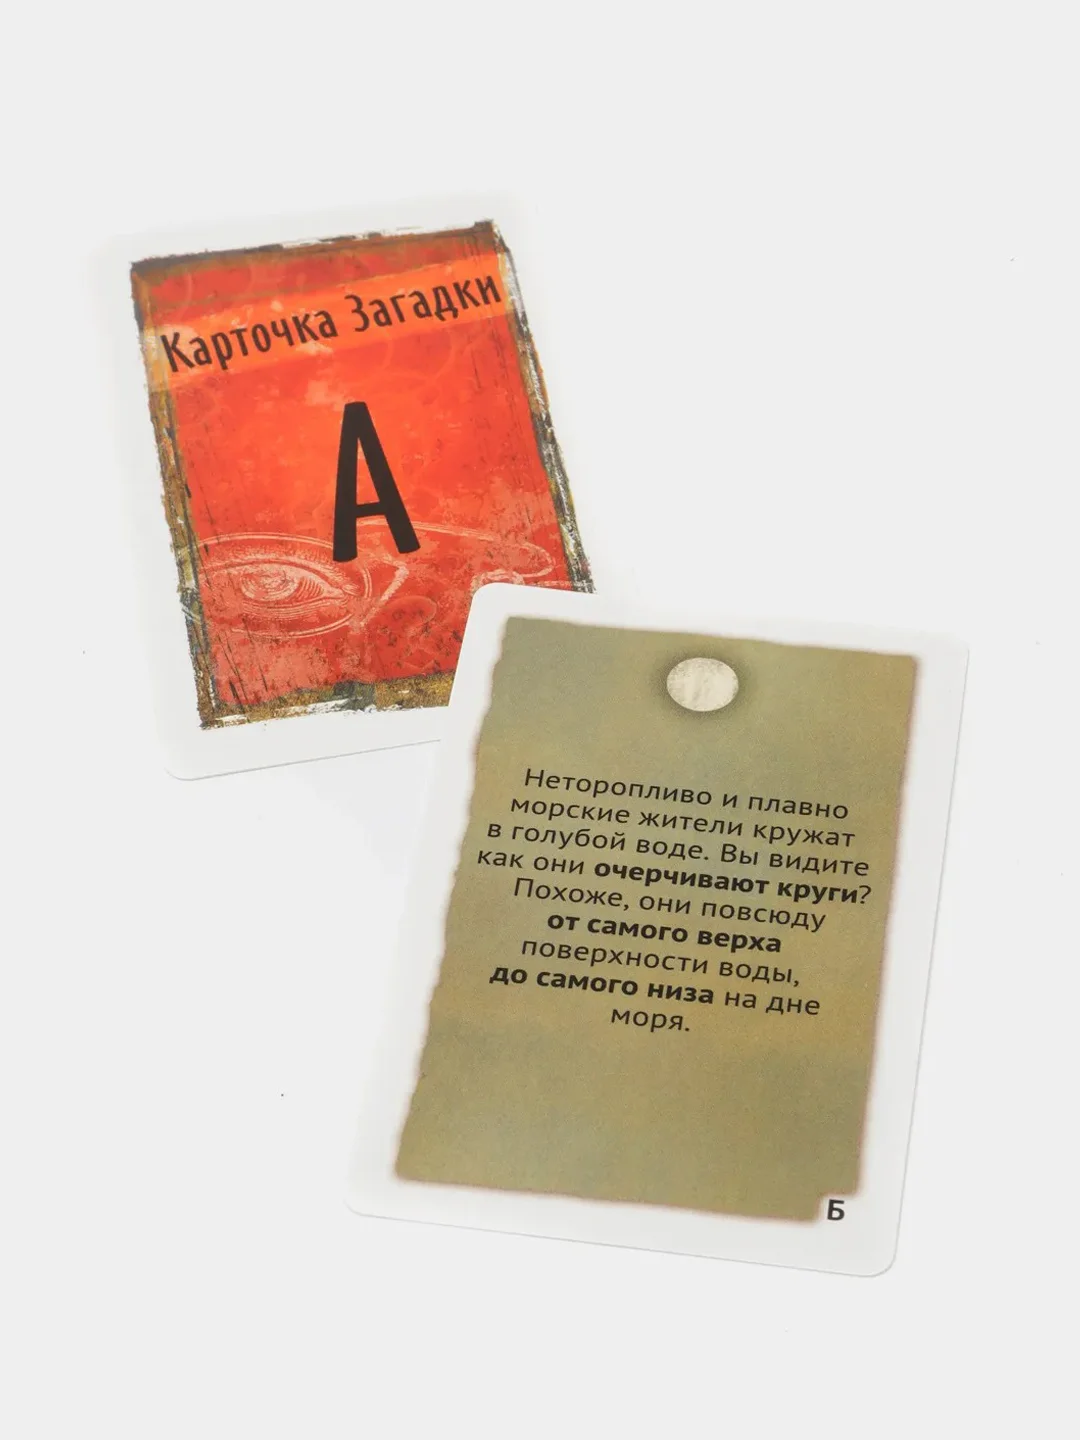 Карточка Загадки
А
Неторопливо и плавно
морские жители кружат
в голубой воде. Вы видите
как они очерчивают круги?
Похоже, они повсюду
от самого верха
поверхности воды,
до самого низа на дне
моря.
Б